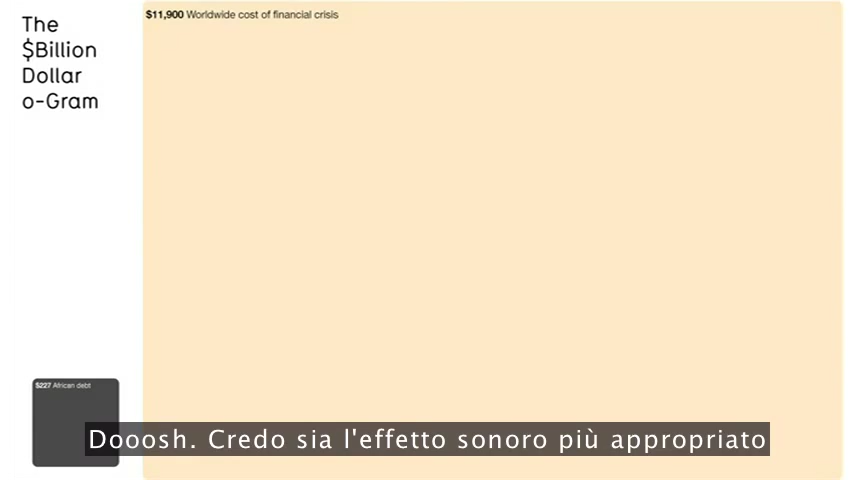 The
$Billion
Dollar
o-Gram
$11,900 Worldwide cost of financial crisis
$227 African debt
Dooosh. Credo sia l'effetto sonoro più appropriato